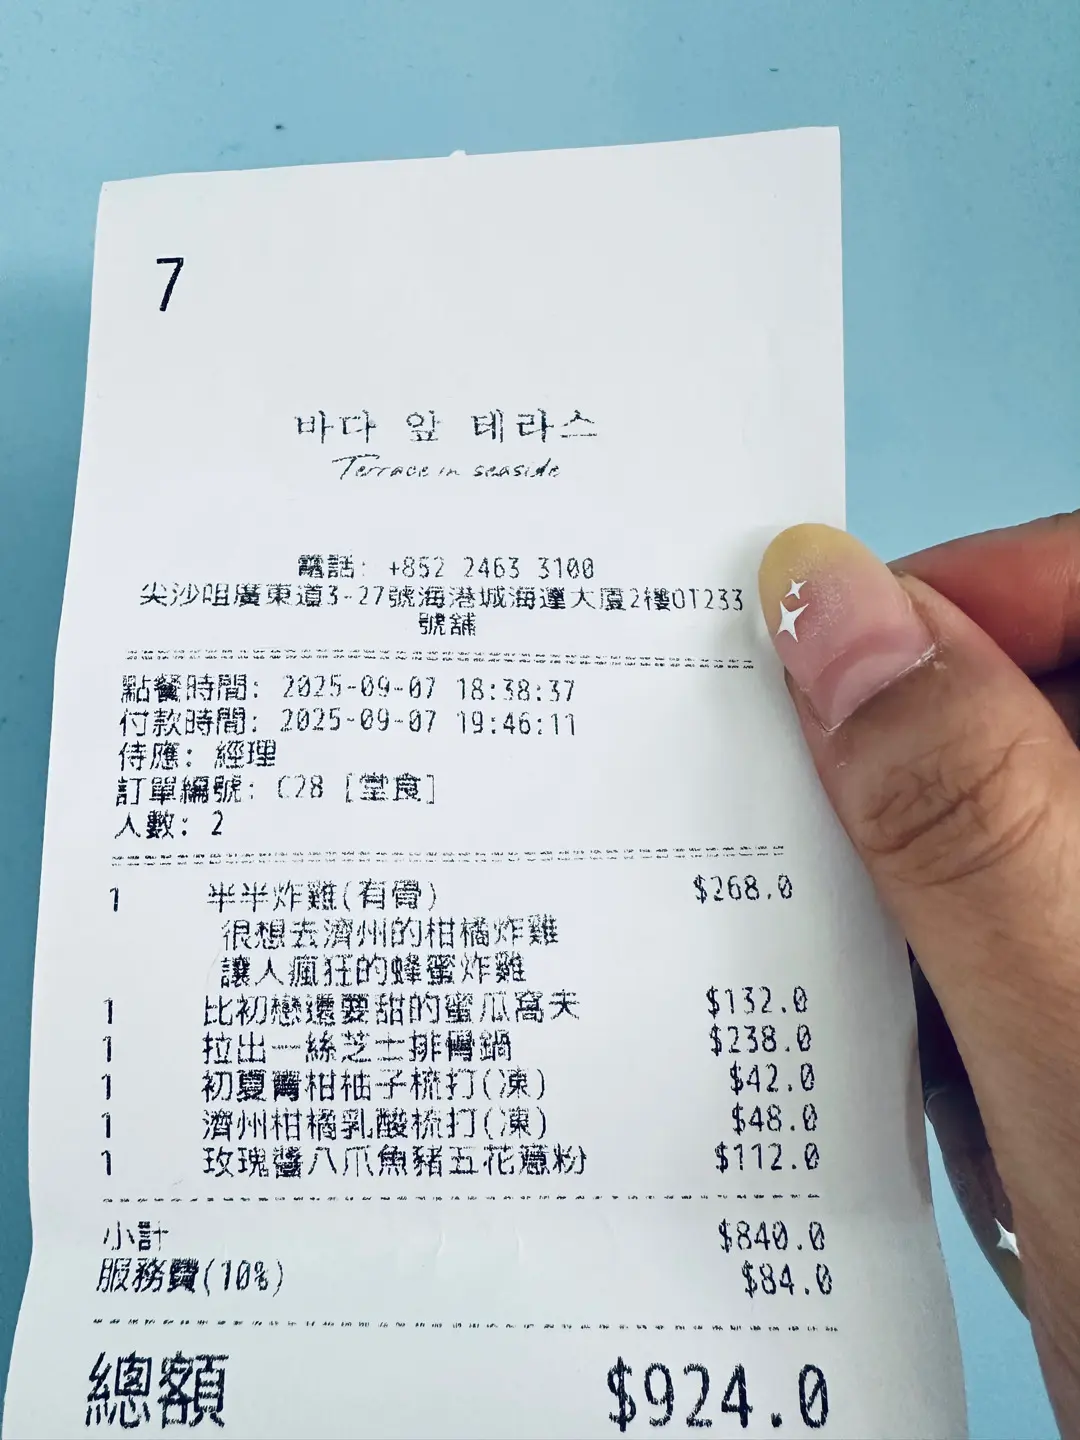 7
바다 앞 테라스
Terrace in seaside
電話: +852 2463 3100
尖沙咀廣東道3-27號海港城海運大廈2樓OT233
號舖
點餐時間: 2025-09-07 18:38:37
付款時間: 2025-09-07 19:46:11
侍應: 經理
訂單編號: C28 [堂食]
人數: 2
1 半半炸雞(有骨) $268.0
很想去濟州的柑橘炸雞
讓人瘋狂的蜂蜜炸雞
1 比初戀還要甜的蜜瓜窩夫 $132.0
1 拉出一絲芝士排骨鍋 $238.0
1 初夏青柑柚子梳打(凍) $42.0
1 濟州柑橘乳酸梳打(凍) $48.0
1 玫瑰醬八爪魚豬五花薏粉 $112.0
小計 $840.0
服務費(10%) $84.0
總額 $924.0